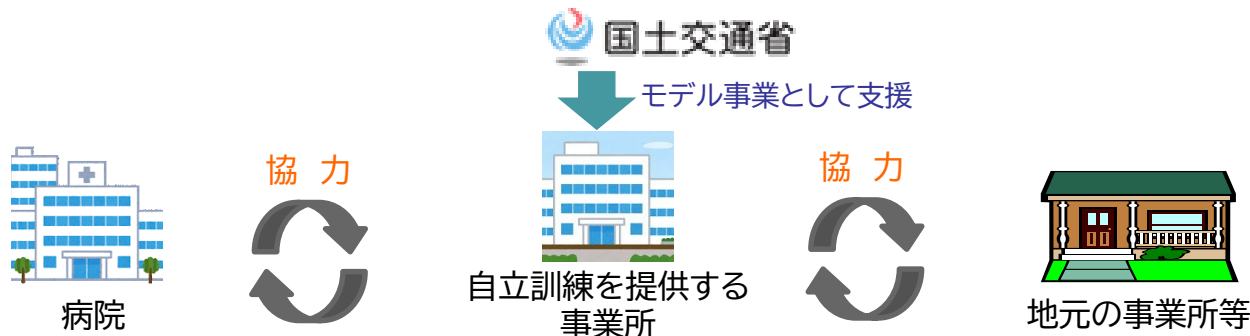 国土交通省
モデル事業として支援
協 力
協 力
病院
自立訓練を提供する
事業所
地元の事業所等